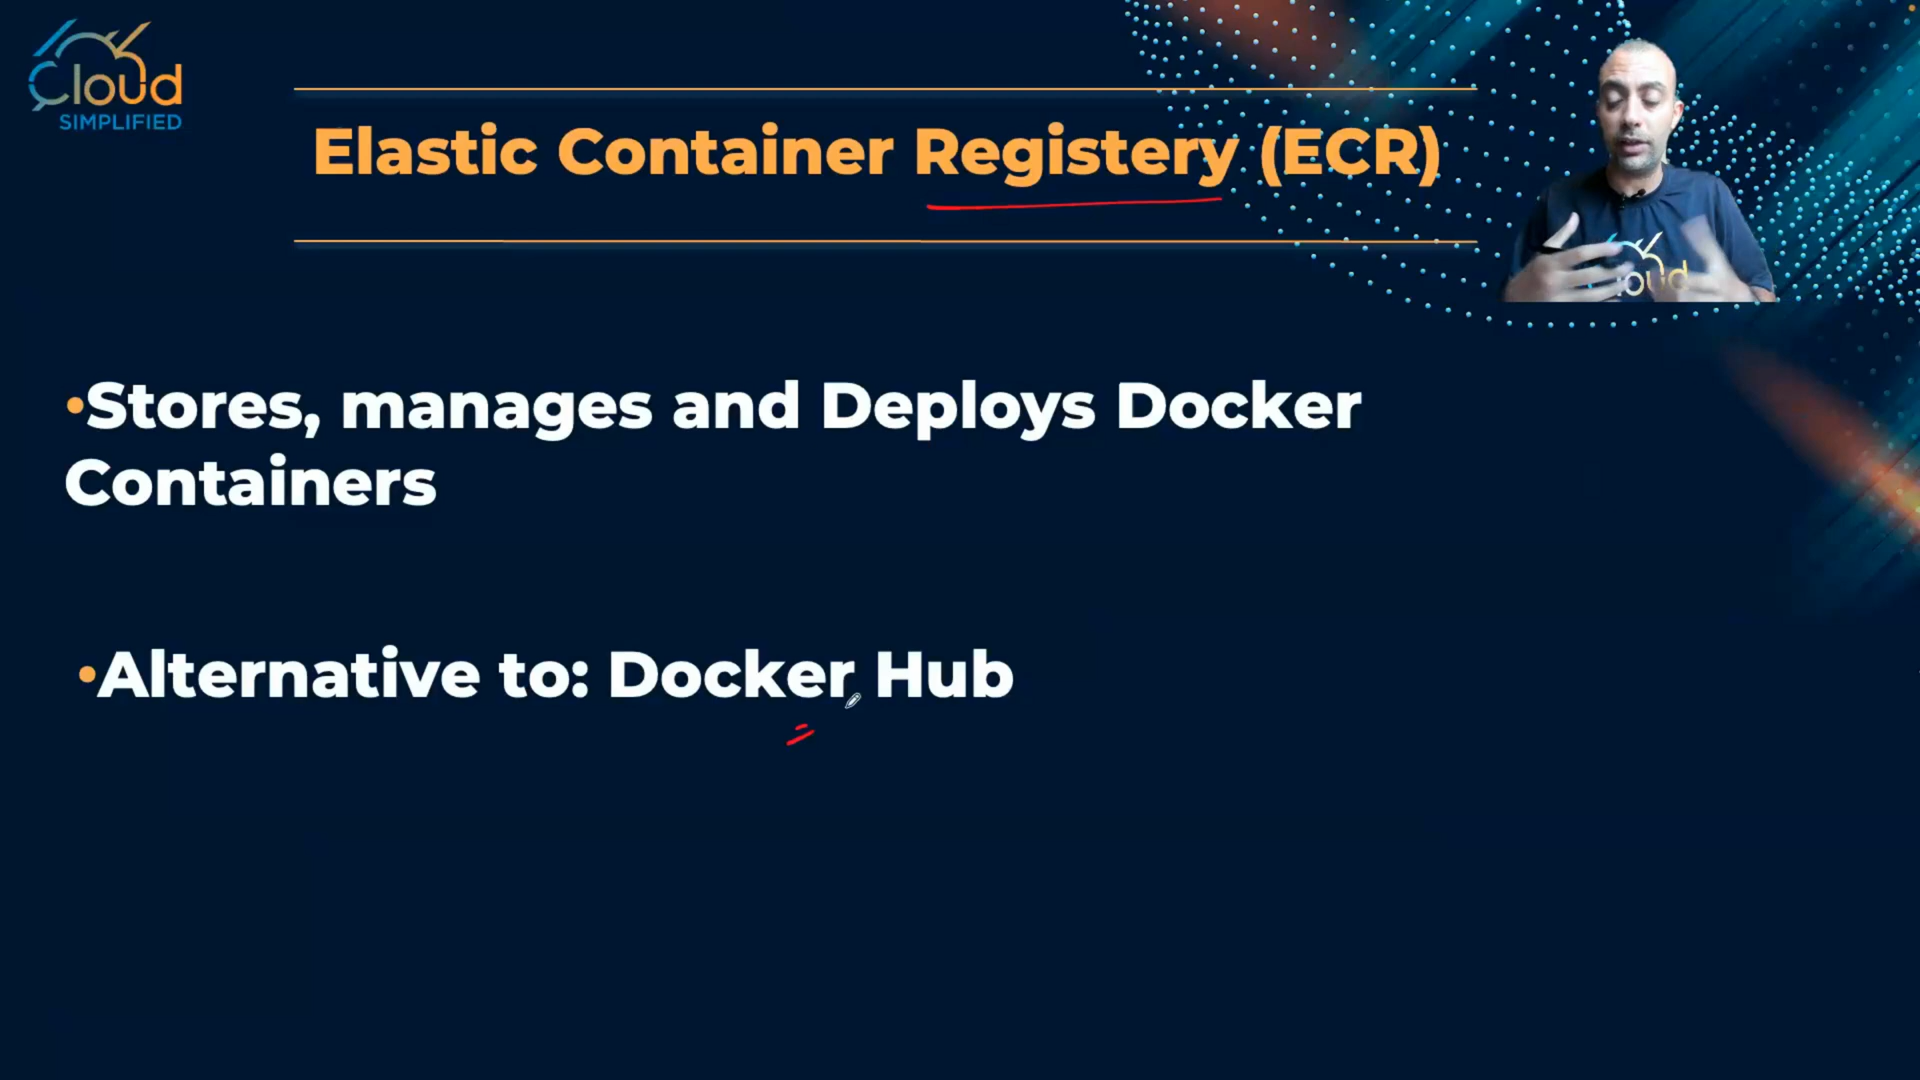 Cloud
SIMPLIFIED
Elastic Container Registery (ECR)
•Stores, manages and Deploys Docker
Containers
•Alternative to: Docker Hub